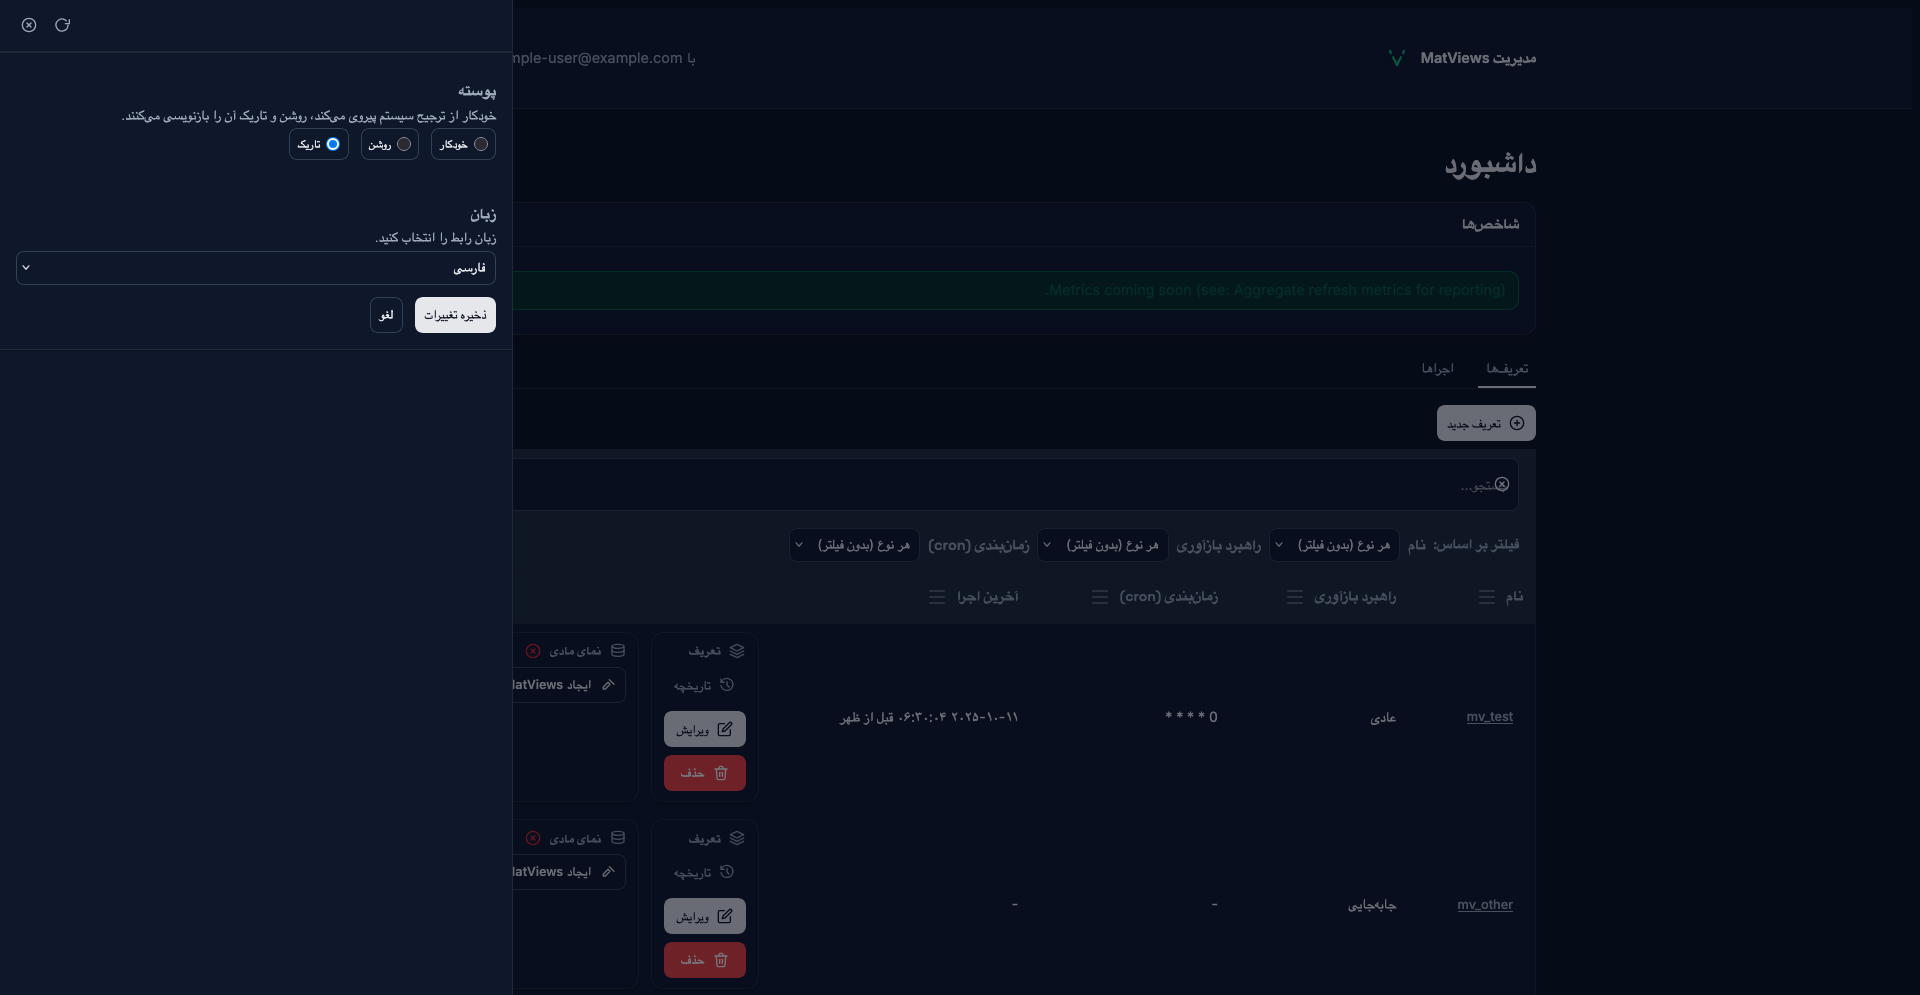 پوسته
خودکار از ترجیح سیستم پیروی می‌کند، روشن و تاریک آن را بازنویسی می‌کنند.
خودکار
روشن
تاریک
زبان
زبان رابط را انتخاب کنید.
فارسی
ذخیره تغییرات
لغو
مدیریت MatViews
با mple-user@example.com
داشبورد
شاخص‌ها
.Metrics coming soon (see: Aggregate refresh metrics for reporting)
تعریف‌ها
اجراها
تعریف جدید
فیلتر بر اساس: نام هر نوع (بدون فیلتر) راهبرد بازآوری هر نوع (بدون فیلتر) زمان‌بندی (cron) هر نوع (بدون فیلتر)
نام راهبرد بازآوری زمان‌بندی (cron) آخرین اجرا
mv_test
عادی
0 * * * *
۲۰۲۵-۱۰-۱۱ ۰۶:۳۰:۰۴ قبل از ظهر
تعریف
تاریخچه
ویرایش
حذف
نمای مادی
ایجاد MatViews
mv_other
جابه‌جایی
-
-
تعریف
تاریخچه
ویرایش
حذف
نمای مادی
ایجاد MatViews